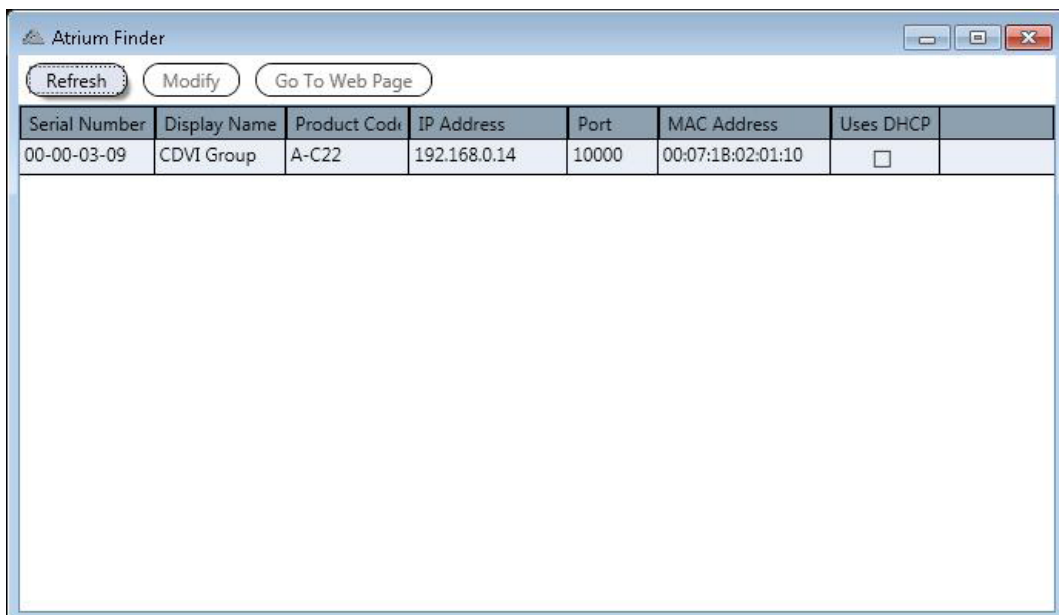 Atrium Finder
Refresh Modify Go To Web Page
Serial Number Display Name Product Code IP Address Port MAC Address Uses DHCP
00-00-03-09 CDVI Group A-C22 192.168.0.14 10000 00:07:1B:02:01:10